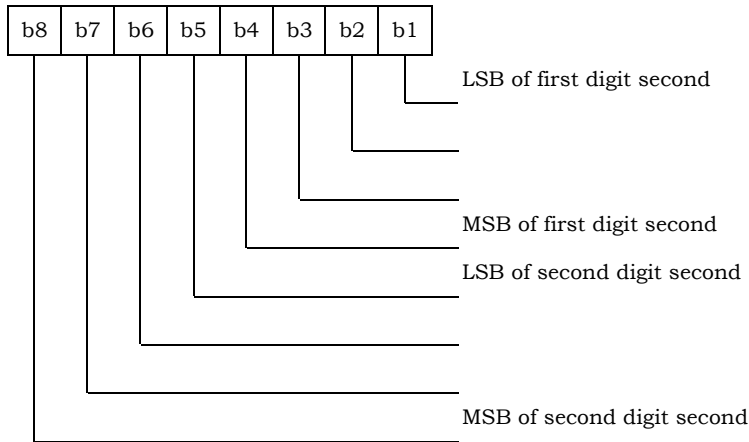 b8 b7 b6 b5 b4 b3 b2 b1
LSB of first digit second
MSB of first digit second
LSB of second digit second
MSB of second digit second